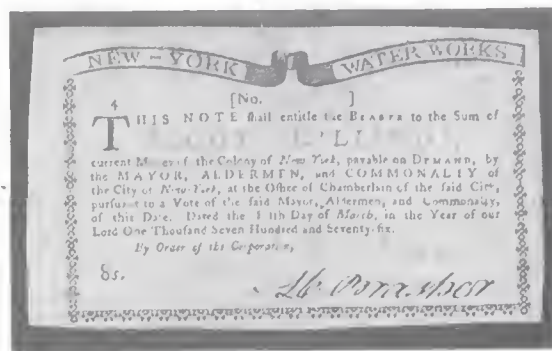 NEW-YORK WATER WORKS
4
[No. ]
THIS NOTE shall entitle the BEARER to the Sum of
current Money of the Colony of New York, payable on DEMAND, by
the MAYOR, ALDERMEN, and COMMONALTY of
the City of New York, at the Office of Chamberlain of the said City,
pursuant to a Vote of the said Mayor, Aldermen, and Commonalty,
of this Date. Dated the Day of March, in the Year of our
Lord One Thousand Seven Hundred and Seventy-six.
By Order of the Corporation,
8s.